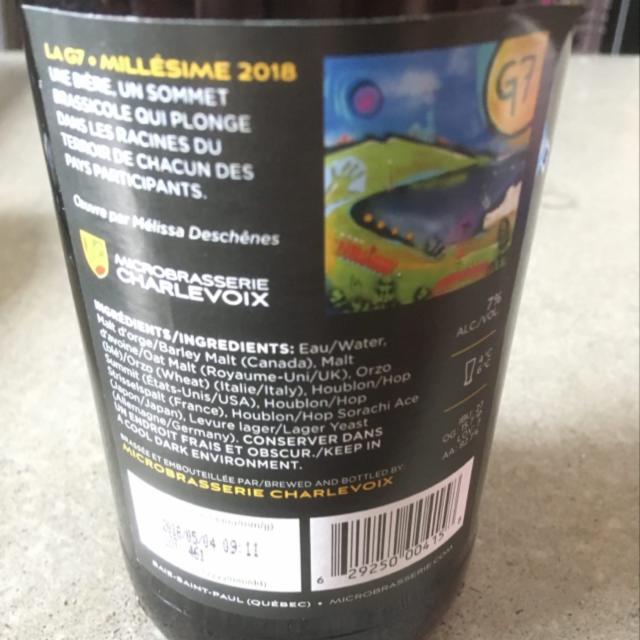 LA G7 • MILLÉSIME 2018
UNE BIÈRE, UN SOMMET
BRASSICOLE QUI PLONGE
DANS LES RACINES DU
TERROIR DE CHACUN DES
PAYS PARTICIPANTS.
Œuvre par Mélissa Deschênes
MICROBRASSERIE
CHARLEVOIX
G7
7%
ALC/VOL
INGRÉDIENTS/INGREDIENTS: Eau/Water,
Malt d'orge/Barley Malt (Canada), Malt
d'avoine/Oat Malt (Royaume-Uni/UK), Orzo
(blé)/Orzo (Wheat) (Italie/Italy), Houblon/Hop
Summit (États-Unis/USA), Houblon/Hop
Strisselspalt (France), Houblon/Hop Sorachi Ace
(Japon/Japan), Levure lager/Lager Yeast
(Allemagne/Germany). CONSERVER DANS
UN ENDROIT FRAIS ET OBSCUR./KEEP IN
A COOL DARK ENVIRONMENT.
BRASSÉE ET EMBOUTEILLÉE PAR/BREWED AND BOTTLED BY:
MICROBRASSERIE CHARLEVOIX
2018/05/04 09:11
461
6 29250 00415
BAIE-SAINT-PAUL (QUÉBEC) • MICROBRASSERIE.COM